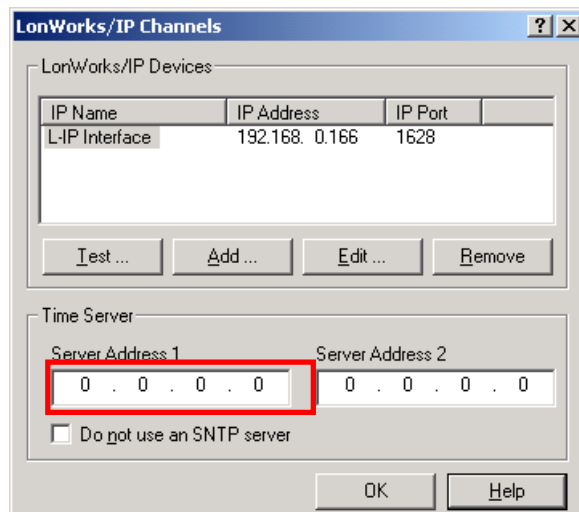 LonWorks/IP Channels
LonWorks/IP Devices
IP Name IP Address IP Port
L-IP Interface 192.168. 0.166 1628
Test ... Add ... Edit ... Remove
Time Server
Server Address 1 Server Address 2
0 . 0 . 0 . 0 0 . 0 . 0 . 0
Do not use an SNTP server
OK Help